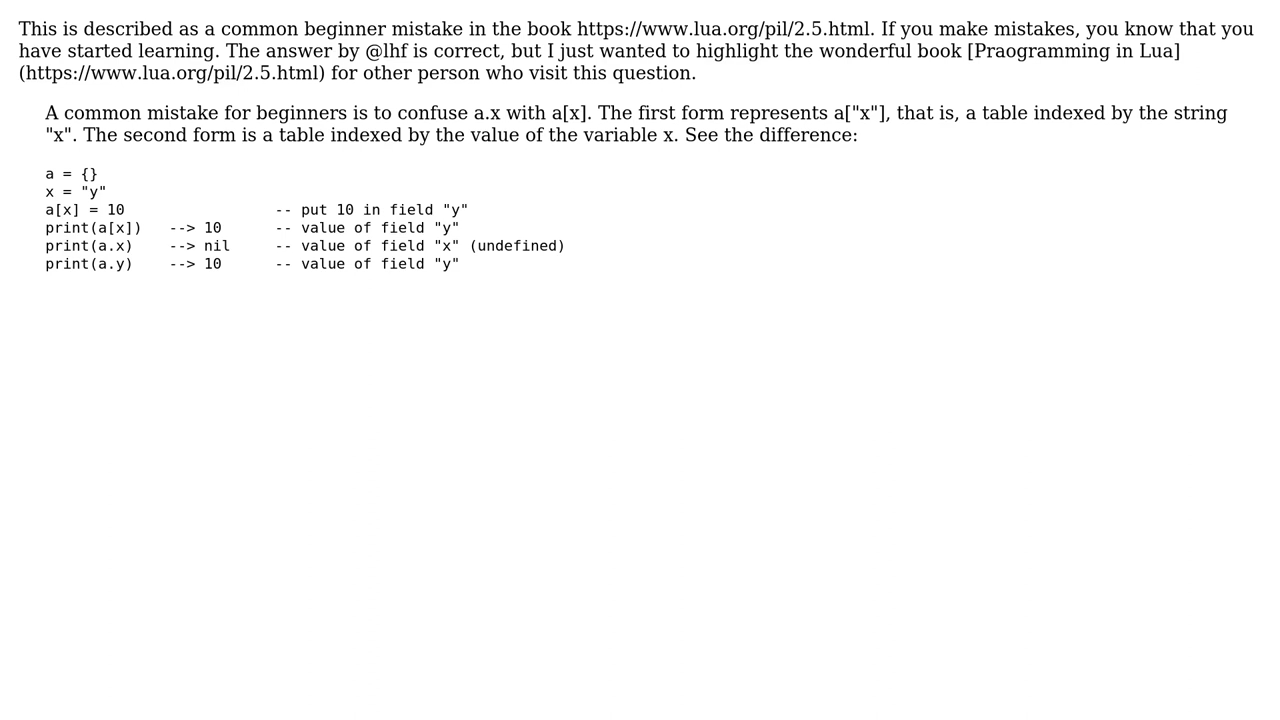 This is described as a common beginner mistake in the book https://www.lua.org/pil/2.5.html. If you make mistakes, you know that you
have started learning. The answer by @lhf is correct, but I just wanted to highlight the wonderful book [Praogramming in Lua]
(https://www.lua.org/pil/2.5.html) for other person who visit this question.
A common mistake for beginners is to confuse a.x with a[x]. The first form represents a["x"], that is, a table indexed by the string
"x". The second form is a table indexed by the value of the variable x. See the difference:
a = {}
x = "y"
a[x] = 10                 -- put 10 in field "y"
print(a[x])   --> 10      -- value of field "y"
print(a.x)    --> nil     -- value of field "x" (undefined)
print(a.y)    --> 10      -- value of field "y"